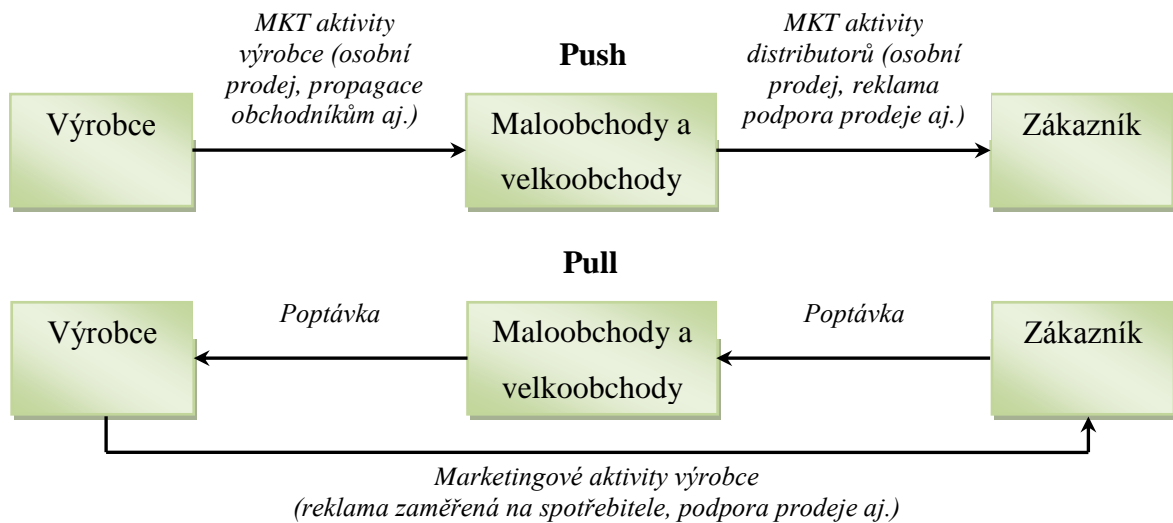 MKT aktivity
výrobce (osobní
prodej, propagace
obchodníkům aj.)
Push
MKT aktivity
distributorů (osobní
prodej, reklama
podpora prodeje aj.)
Výrobce
Maloobchody a
velkoobchody
Zákazník
Pull
Výrobce
Poptávka
Maloobchody a
velkoobchody
Poptávka
Zákazník
Marketingové aktivity výrobce
(reklama zaměřená na spotřebitele, podpora prodeje aj.)